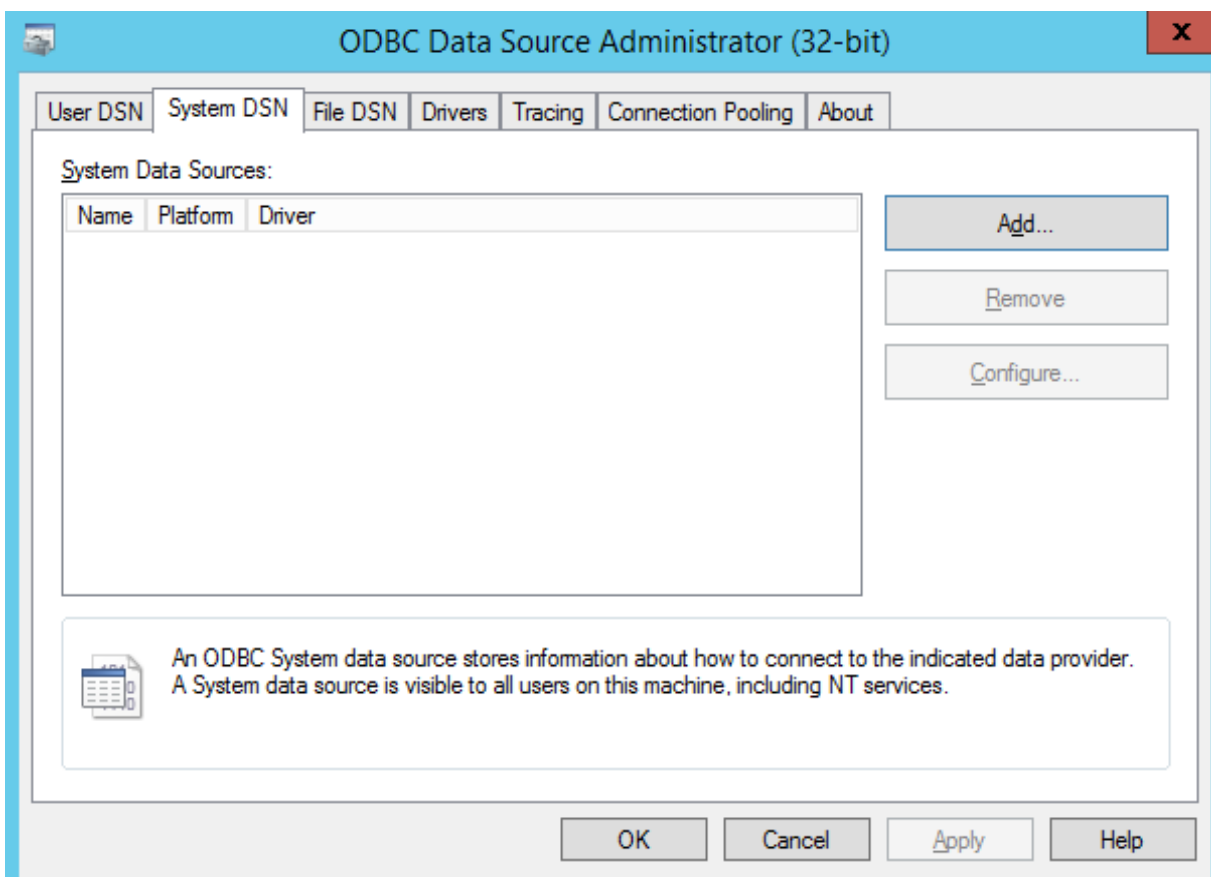 ODBC Data Source Administrator (32-bit)
x
User DSN System DSN File DSN Drivers Tracing Connection Pooling About
System Data Sources:
Name Platform Driver
Add...
Remove
Configure...
An ODBC System data source stores information about how to connect to the indicated data provider.
A System data source is visible to all users on this machine, including NT services.
OK Cancel Apply Help